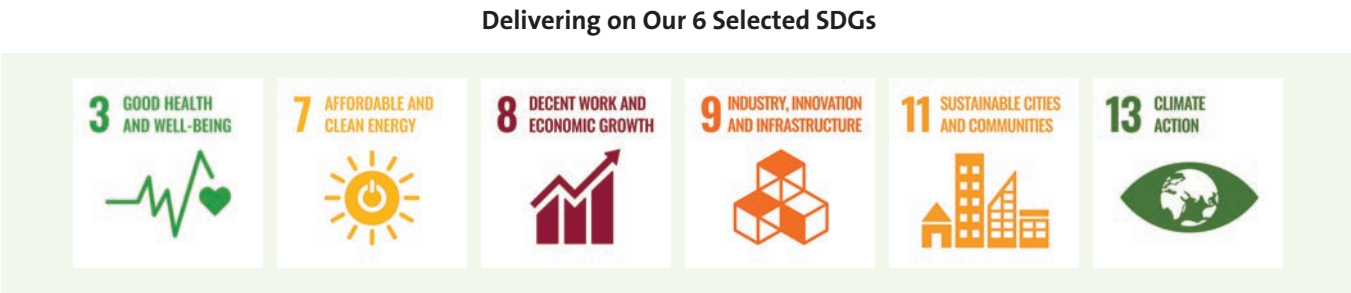 Delivering on Our 6 Selected SDGs
3 GOOD HEALTH
AND WELL-BEING
7 AFFORDABLE AND
CLEAN ENERGY
8 DECENT WORK AND
ECONOMIC GROWTH
9 INDUSTRY, INNOVATION
AND INFRASTRUCTURE
11 SUSTAINABLE CITIES
AND COMMUNITIES
13 CLIMATE
ACTION